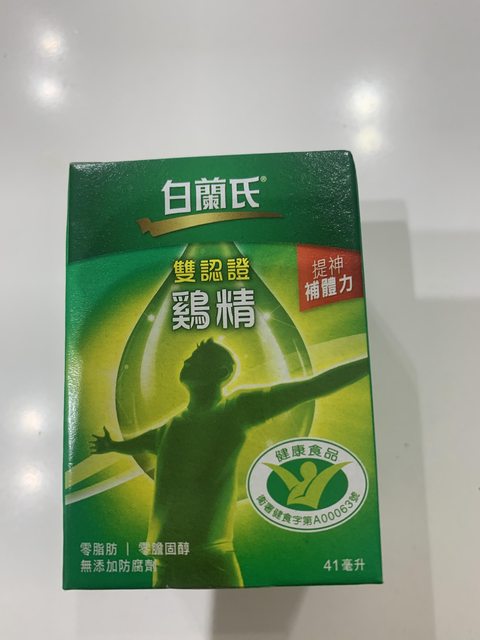 白蘭氏®
雙認證
鷄精
提神
補體力
健康食品
衛署健食字第A00063號
零脂肪 | 零膽固醇
無添加防腐劑
41毫升